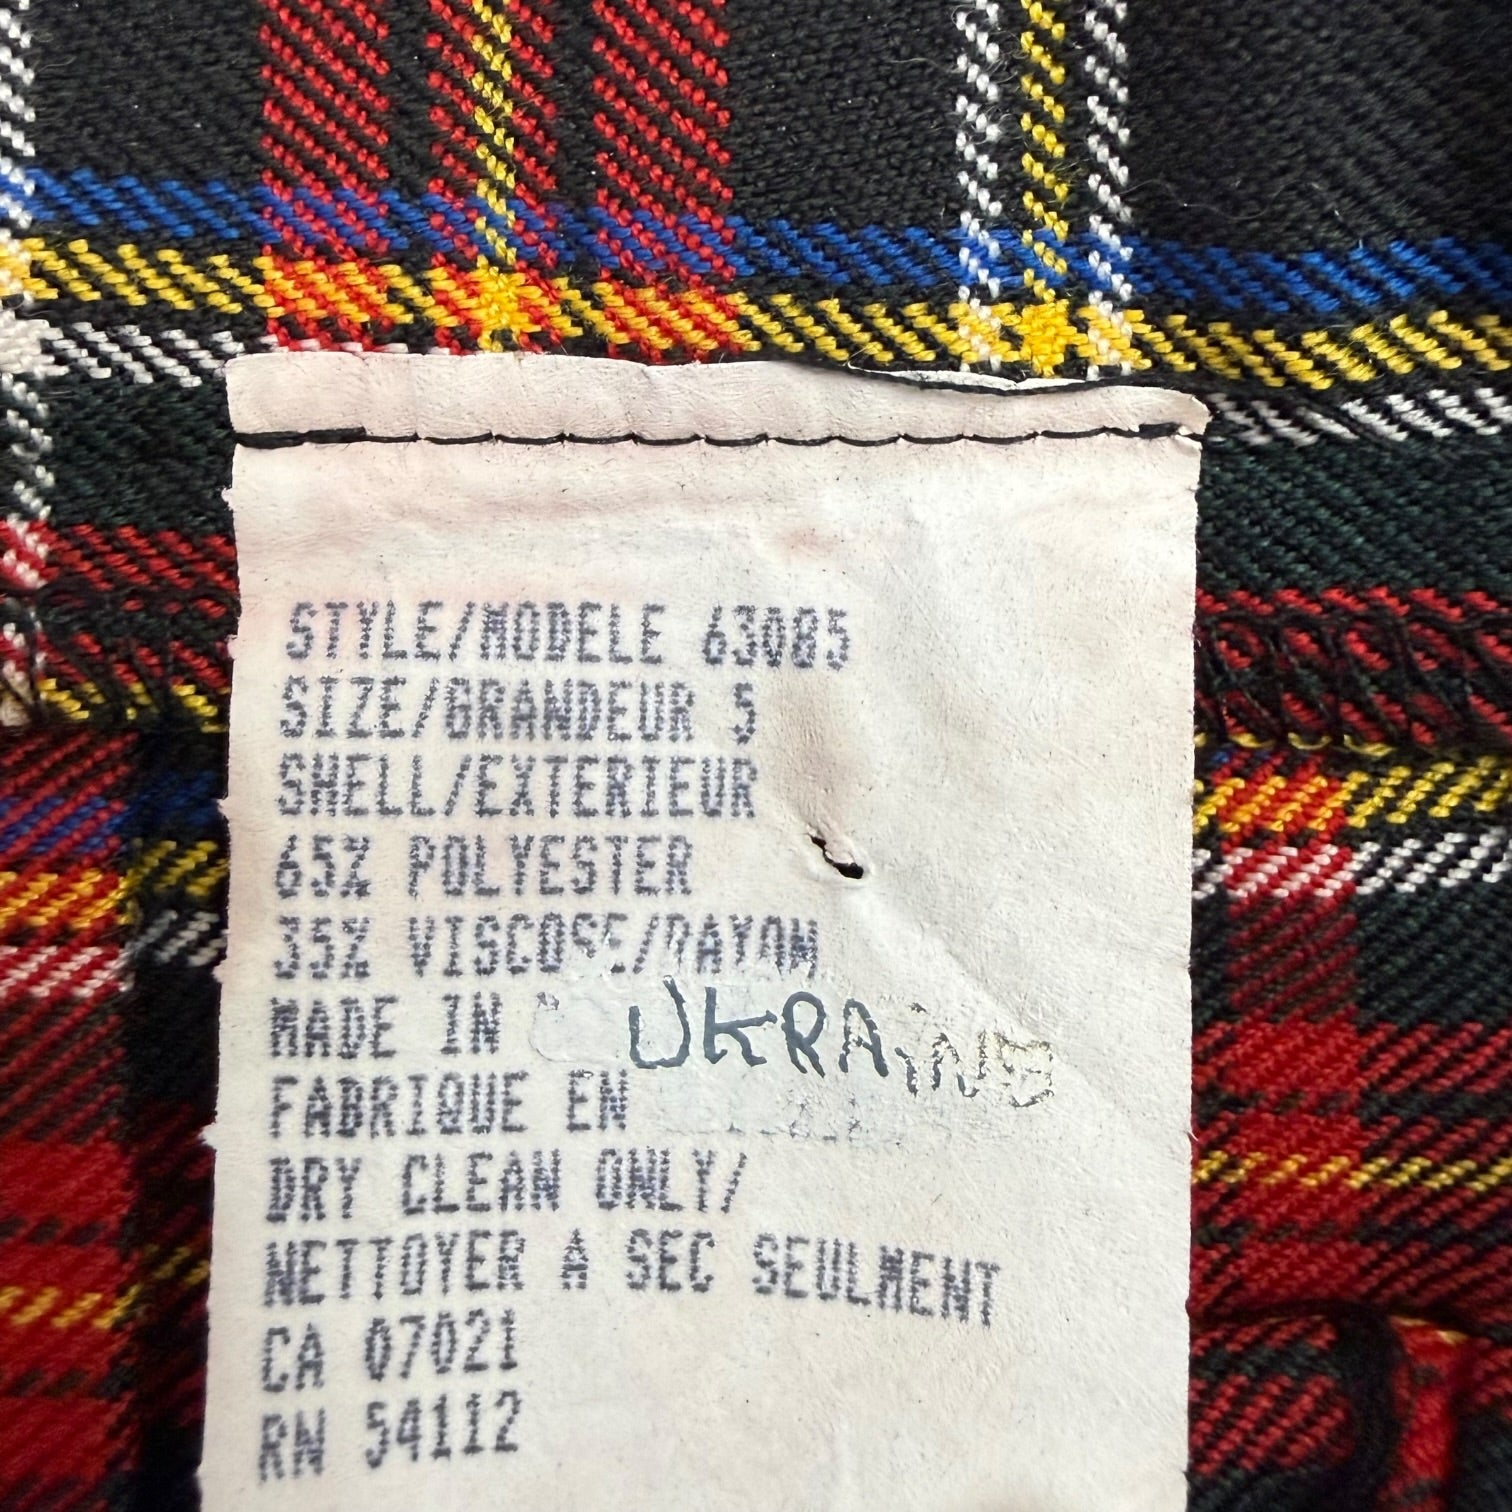 STYLE/MODELE 63085
SIZE/GRANDEUR 5
SHELL/EXTERIEUR
65% POLYESTER
35% VISCOSE/RAYON
MADE IN UKRAINE
FABRIQUE EN
DRY CLEAN ONLY/
NETTOYER A SEC SEULMENT
CA 07021
RN 54112